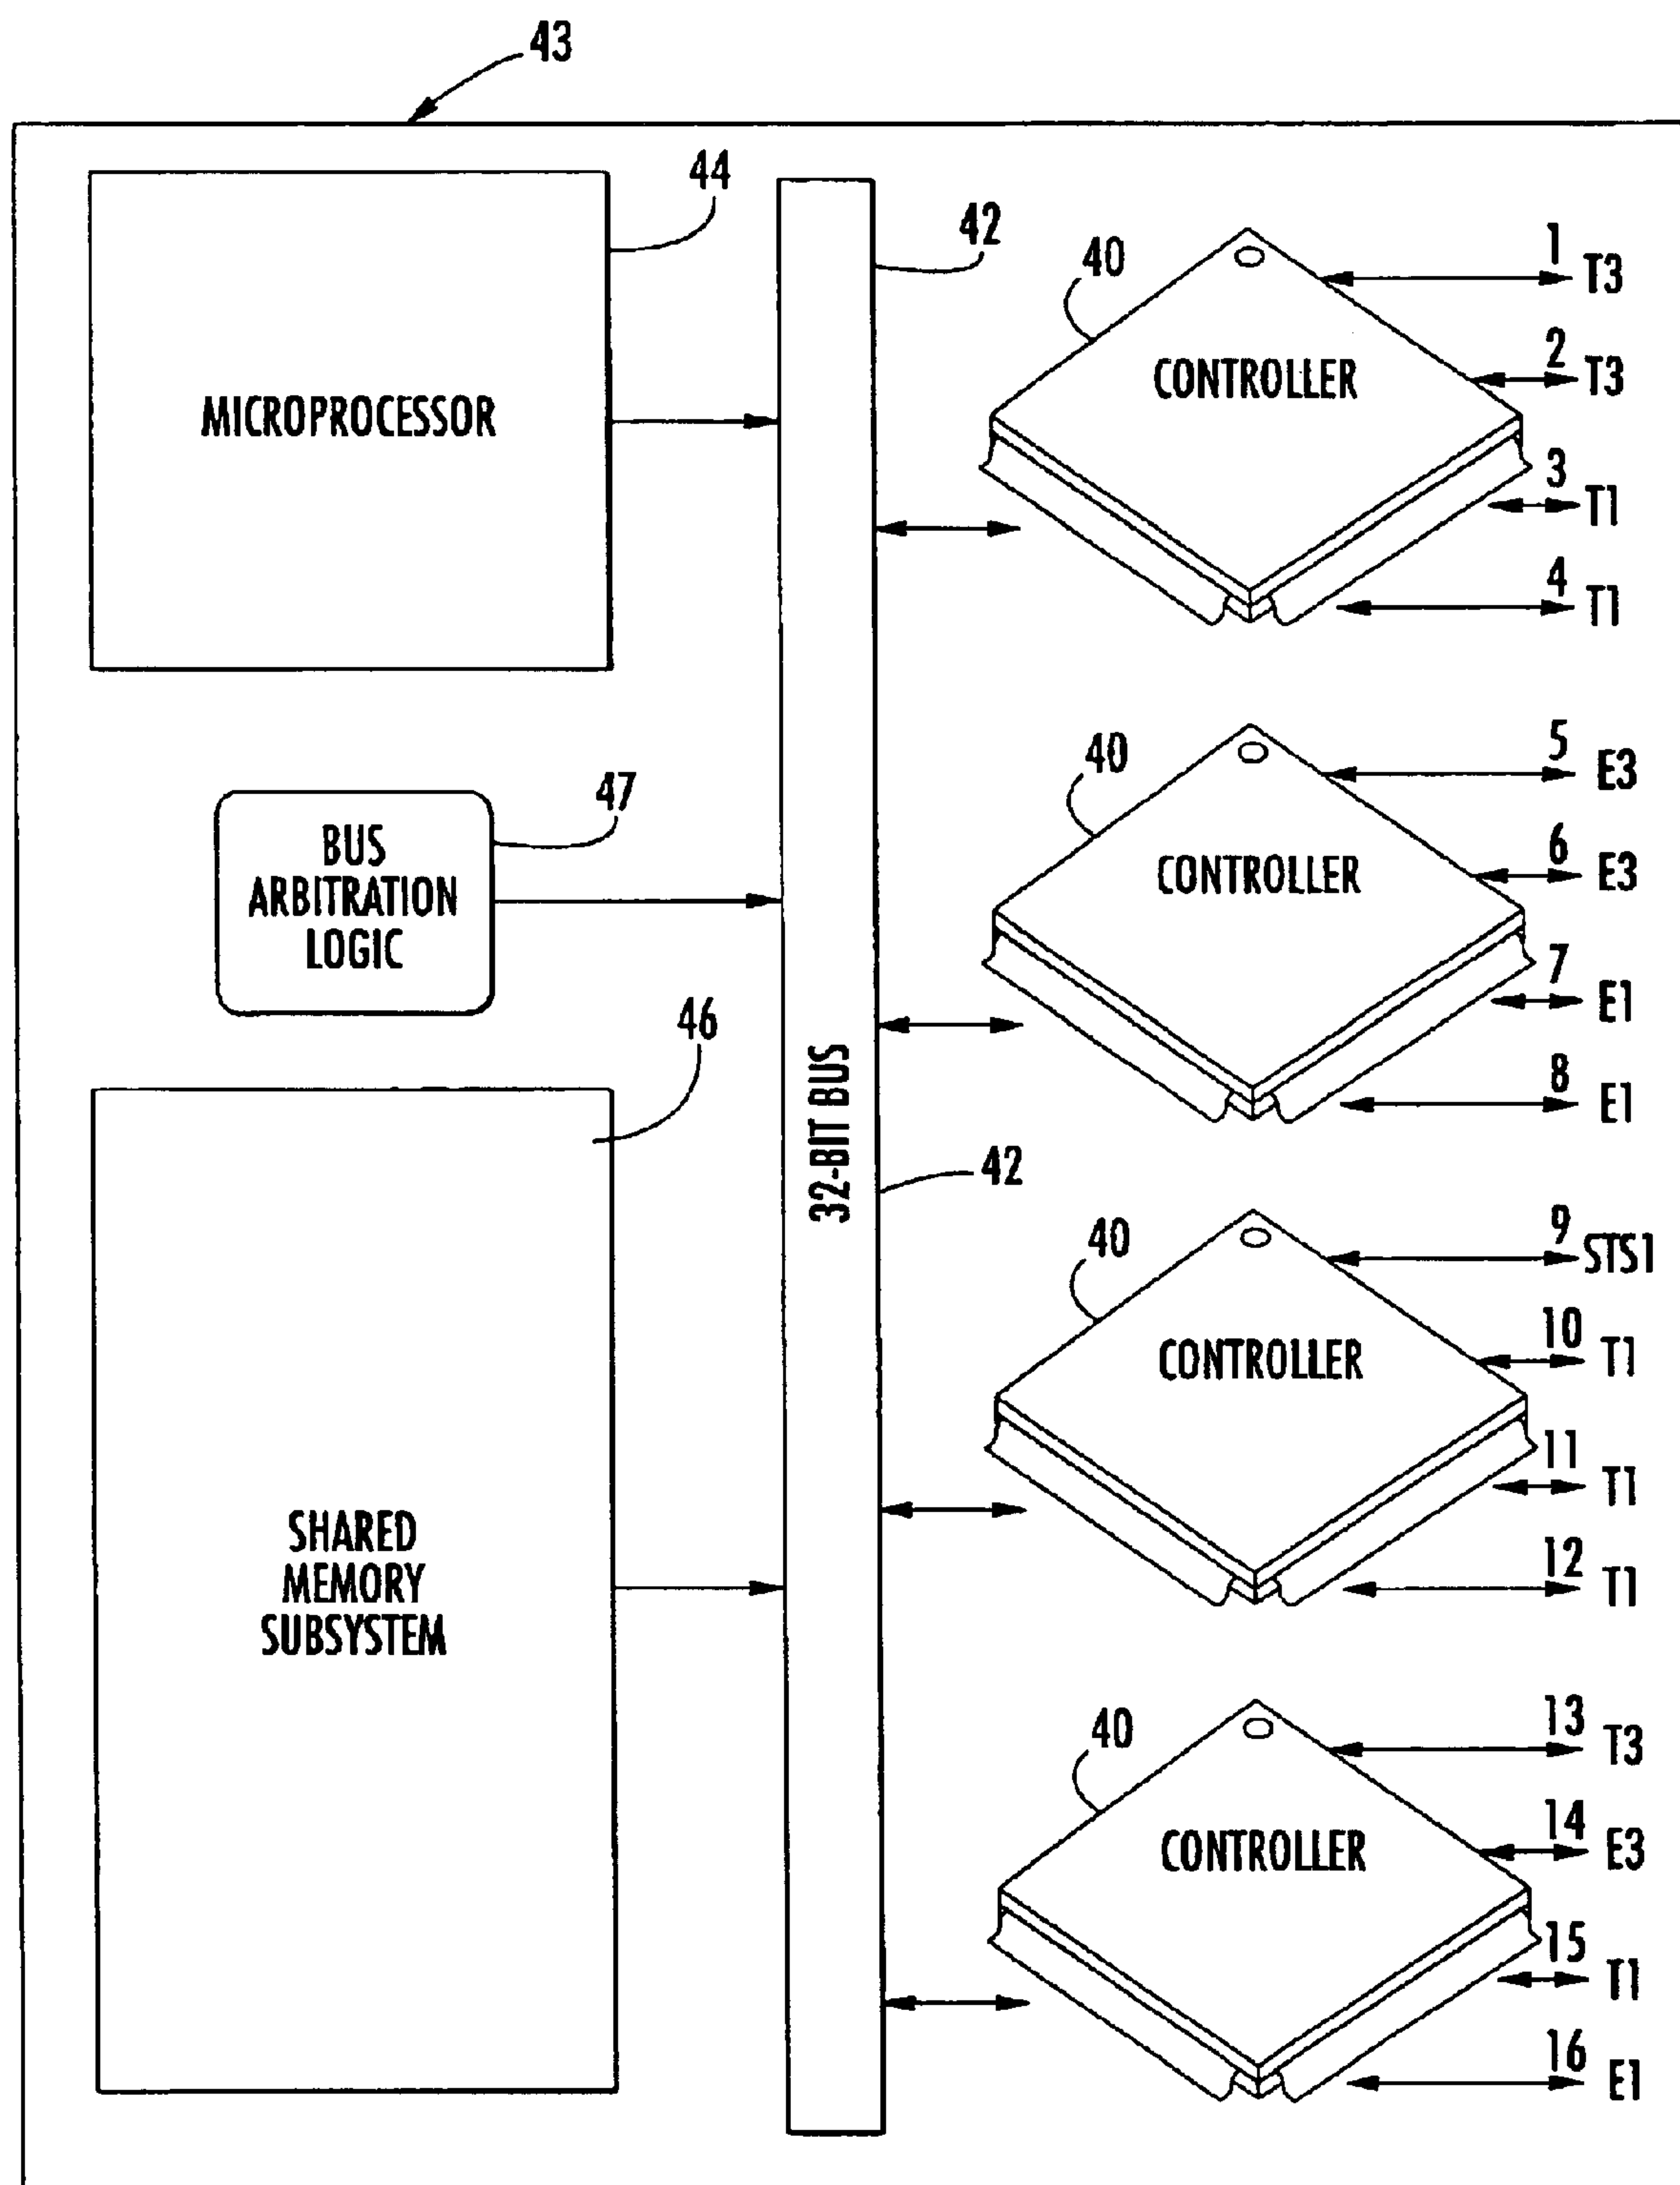 43
44
MICROPROCESSOR
42
40
CONTROLLER
1
T3
2
T3
3
T1
4
T1
47
BUS
ARBITRATION
LOGIC
40
CONTROLLER
5
E3
6
E3
7
E1
8
E1
46
SHARED
MEMORY
SUBSYSTEM
32-BIT BUS
42
40
CONTROLLER
9
STS1
10
T1
11
T1
12
T1
40
CONTROLLER
13
T3
14
E3
15
T1
16
E1